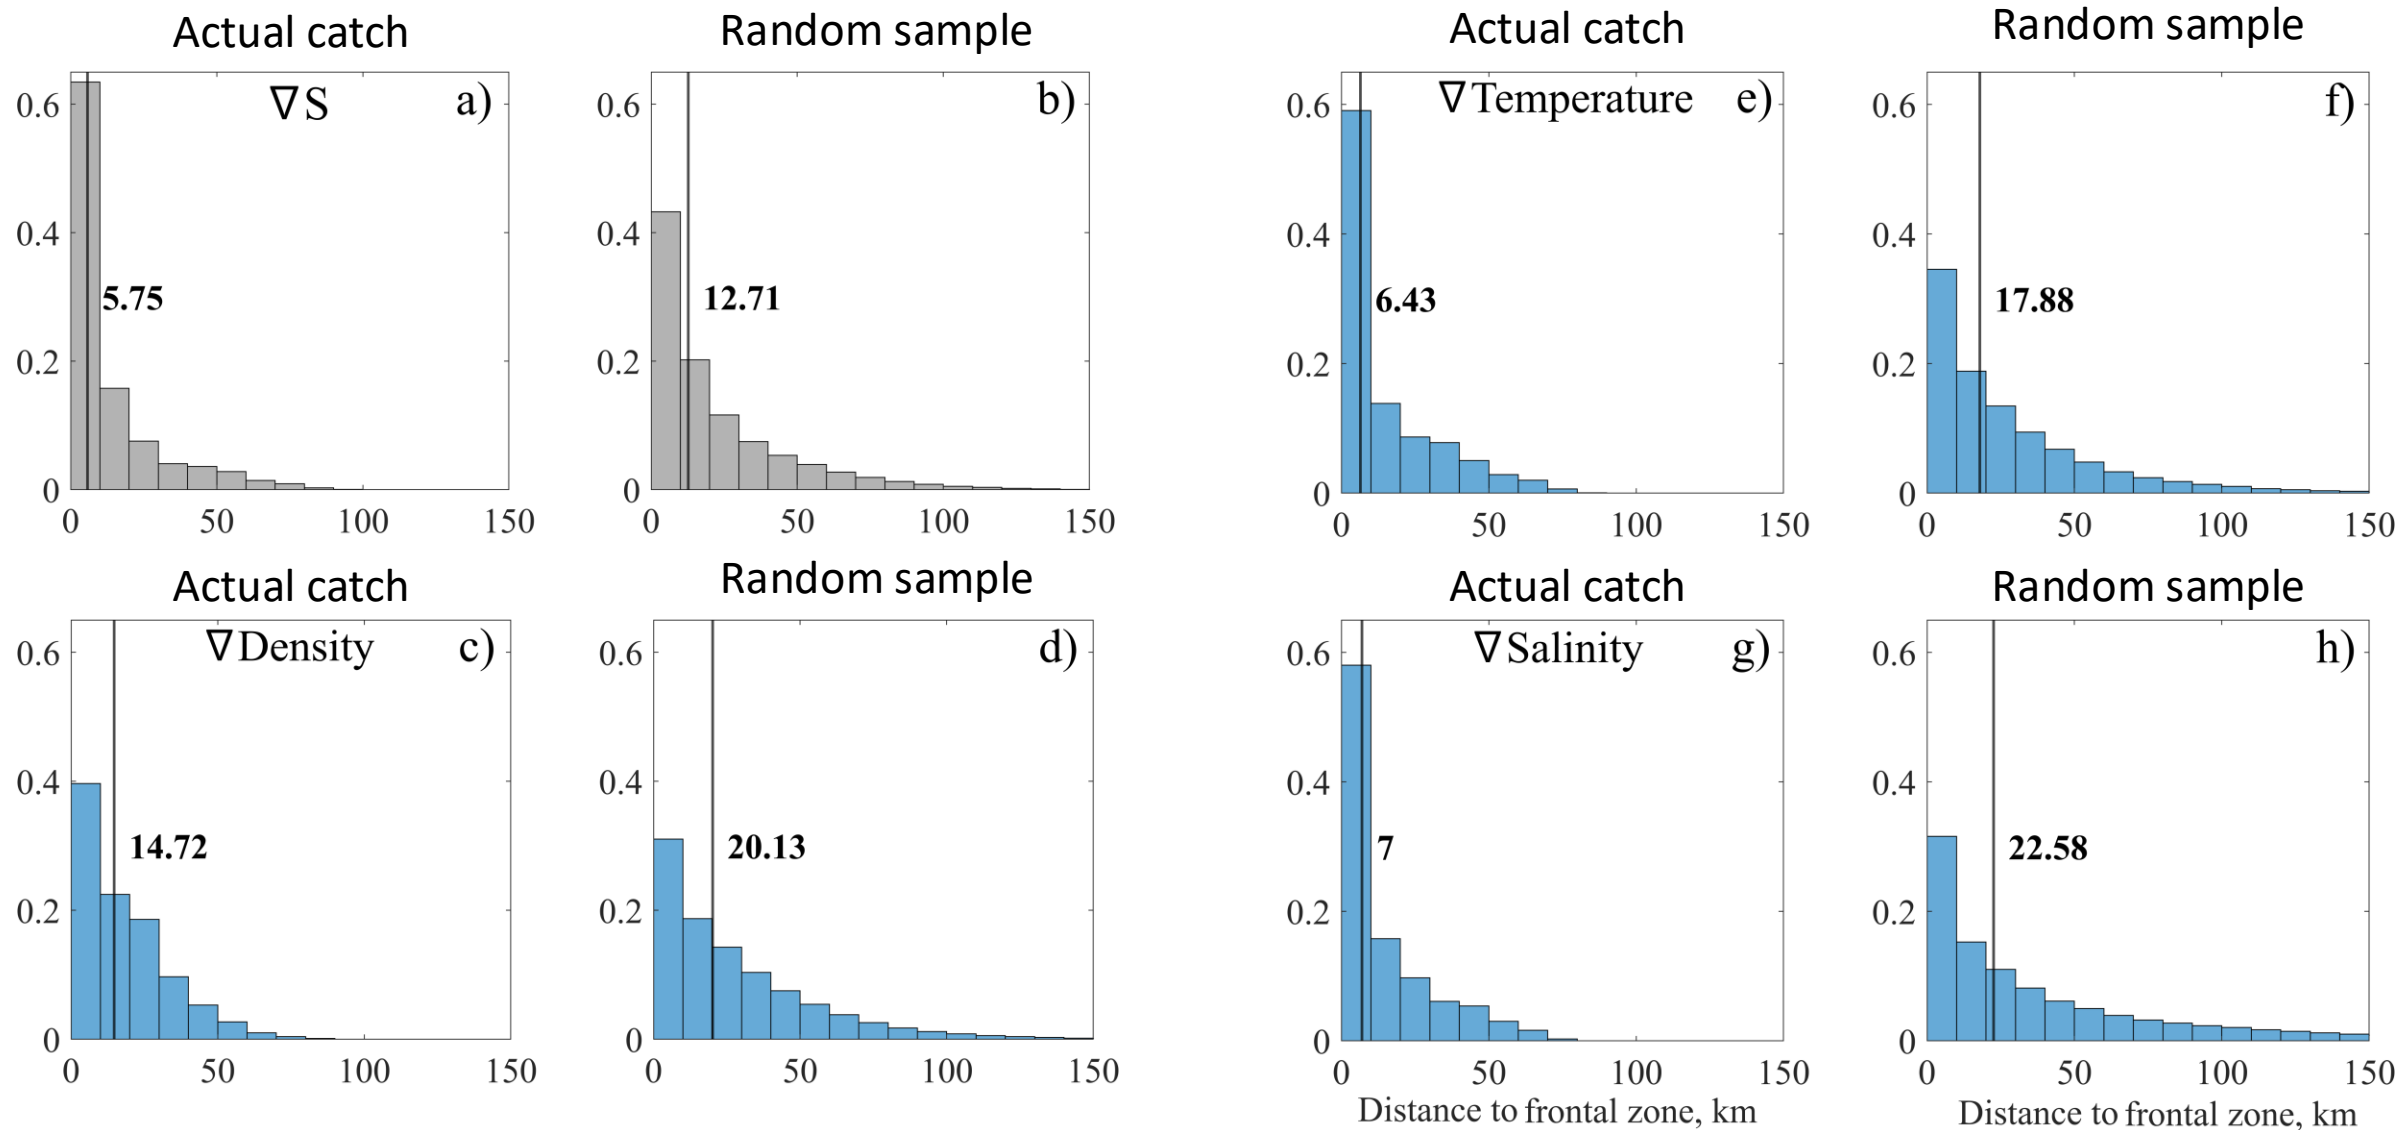 Actual catch
∇S
a)
0.6
0.4
0.2
0
5.75
0 50 100 150
Random sample
b)
0.6
0.4
0.2
0
12.71
0 50 100 150
Actual catch
∇Temperature
e)
0.6
0.4
0.2
0
6.43
0 50 100 150
Random sample
f)
0.6
0.4
0.2
0
17.88
0 50 100 150
Actual catch
∇Density
c)
0.6
0.4
0.2
0
14.72
0 50 100 150
Random sample
d)
0.6
0.4
0.2
0
20.13
0 50 100 150
Actual catch
∇Salinity
g)
0.6
0.4
0.2
0
7
0 50 100 150
Distance to frontal zone, km
Random sample
h)
0.6
0.4
0.2
0
22.58
0 50 100 150
Distance to frontal zone, km